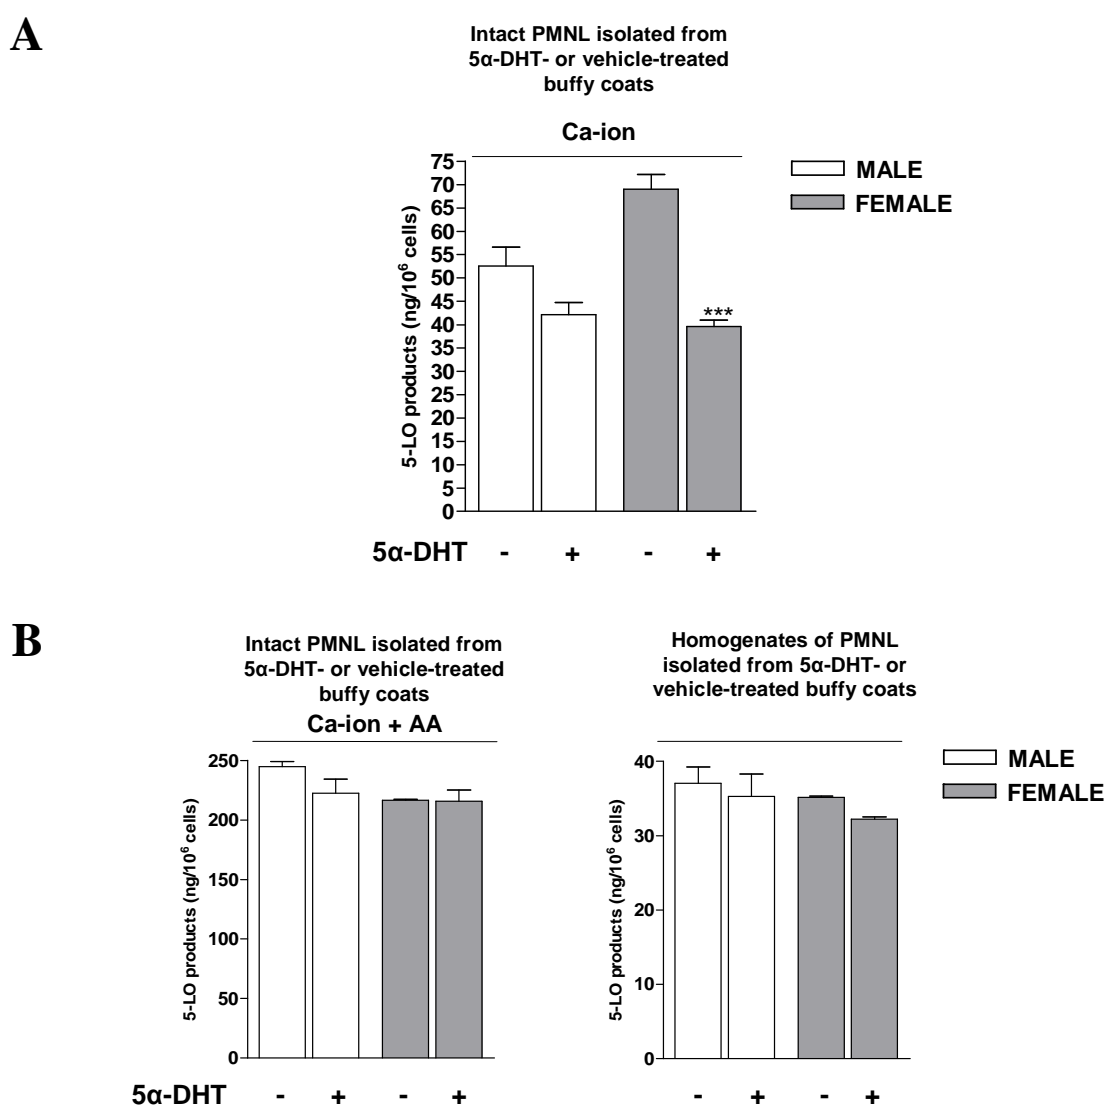 A
Intact PMNL isolated from
5α-DHT- or vehicle-treated
buffy coats
Ca-ion
MALE
FEMALE
5-LO products (ng/10⁶ cells)
75
70
65
60
55
50
45
40
35
30
25
20
15
10
5
0
***
5α-DHT - + - +
B
Intact PMNL isolated from
5α-DHT- or vehicle-treated
buffy coats
Ca-ion + AA
5-LO products (ng/10⁶ cells)
250
200
150
100
50
0
5α-DHT - + - +
Homogenates of PMNL
isolated from 5α-DHT- or
vehicle-treated buffy coats
5-LO products (ng/10⁶ cells)
40
30
20
10
0
- + - +
MALE
FEMALE